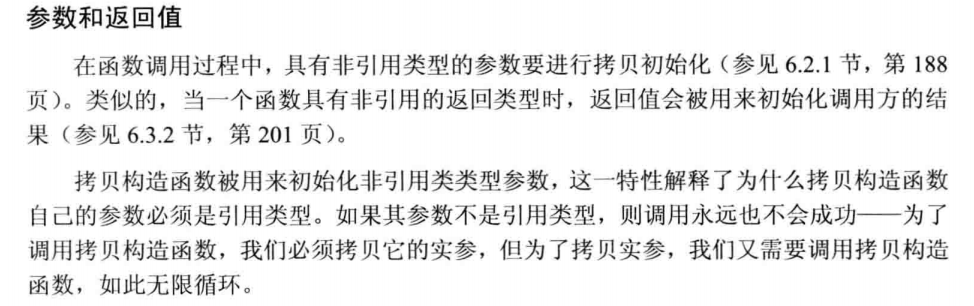 参数和返回值
在函数调用过程中，具有非引用类型的参数要进行拷贝初始化（参见 6.2.1 节，第 188
页）。类似的，当一个函数具有非引用的返回类型时，返回值会被用来初始化调用方的结
果（参见 6.3.2 节，第 201 页）。
拷贝构造函数被用来初始化非引用类类型参数，这一特性解释了为什么拷贝构造函数
自己的参数必须是引用类型。如果其参数不是引用类型，则调用永远也不会成功——为了
调用拷贝构造函数，我们必须拷贝它的实参，但为了拷贝实参，我们又需要调用拷贝构造
函数，如此无限循环。